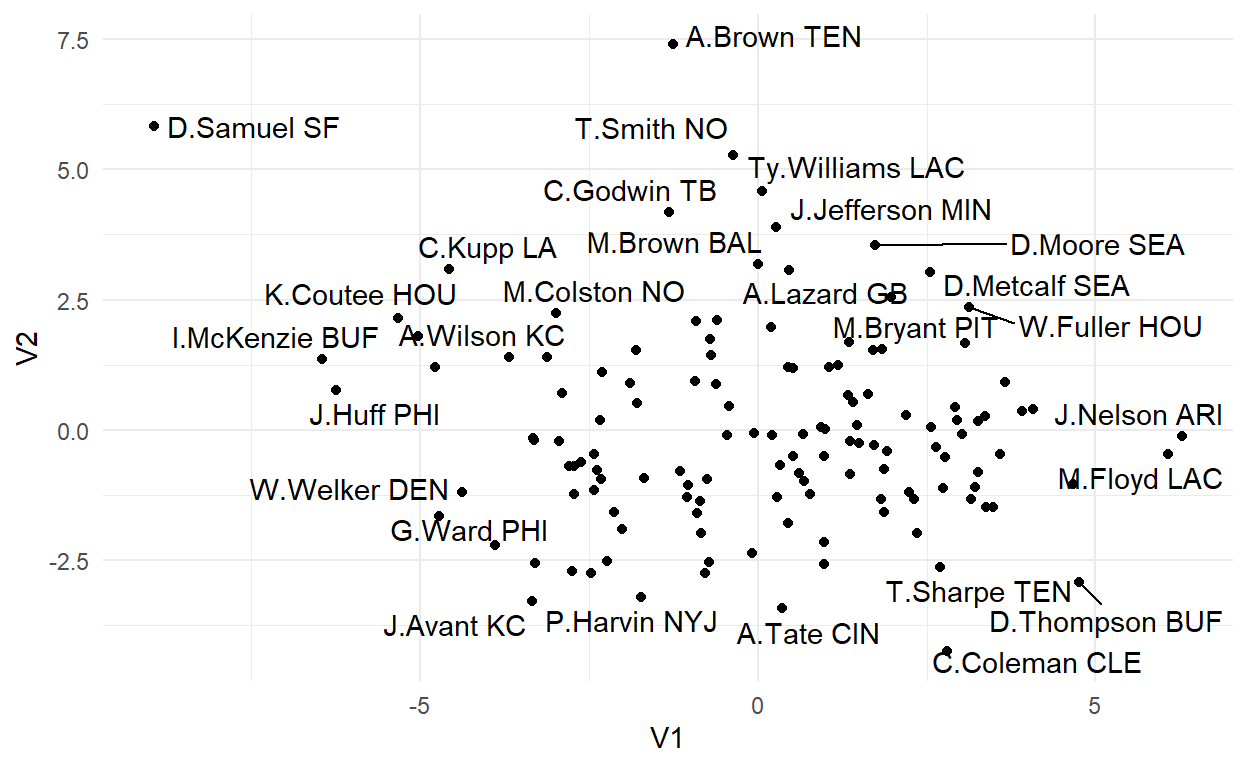 7.5
A.Brown TEN
D.Samuel SF
T.Smith NO
5.0
Ty.Williams LAC
C.Godwin TB
J.Jefferson MIN
M.Brown BAL
C.Kupp LA
D.Moore SEA
D.Metcalf SEA
K.Coutee HOU
M.Colston NO
A.Lazard GB
2.5
W.Fuller HOU
M.Bryant PIT
I.McKenzie BUF
A.Wilson KC
V2
J.Huff PHI
J.Nelson ARI
0.0
M.Floyd LAC
W.Welker DEN
G.Ward PHI
-2.5
T.Sharpe TEN
D.Thompson BUF
J.Avant KC
P.Harvin NYJ
A.Tate CIN
C.Coleman CLE
-5
0
5
V1